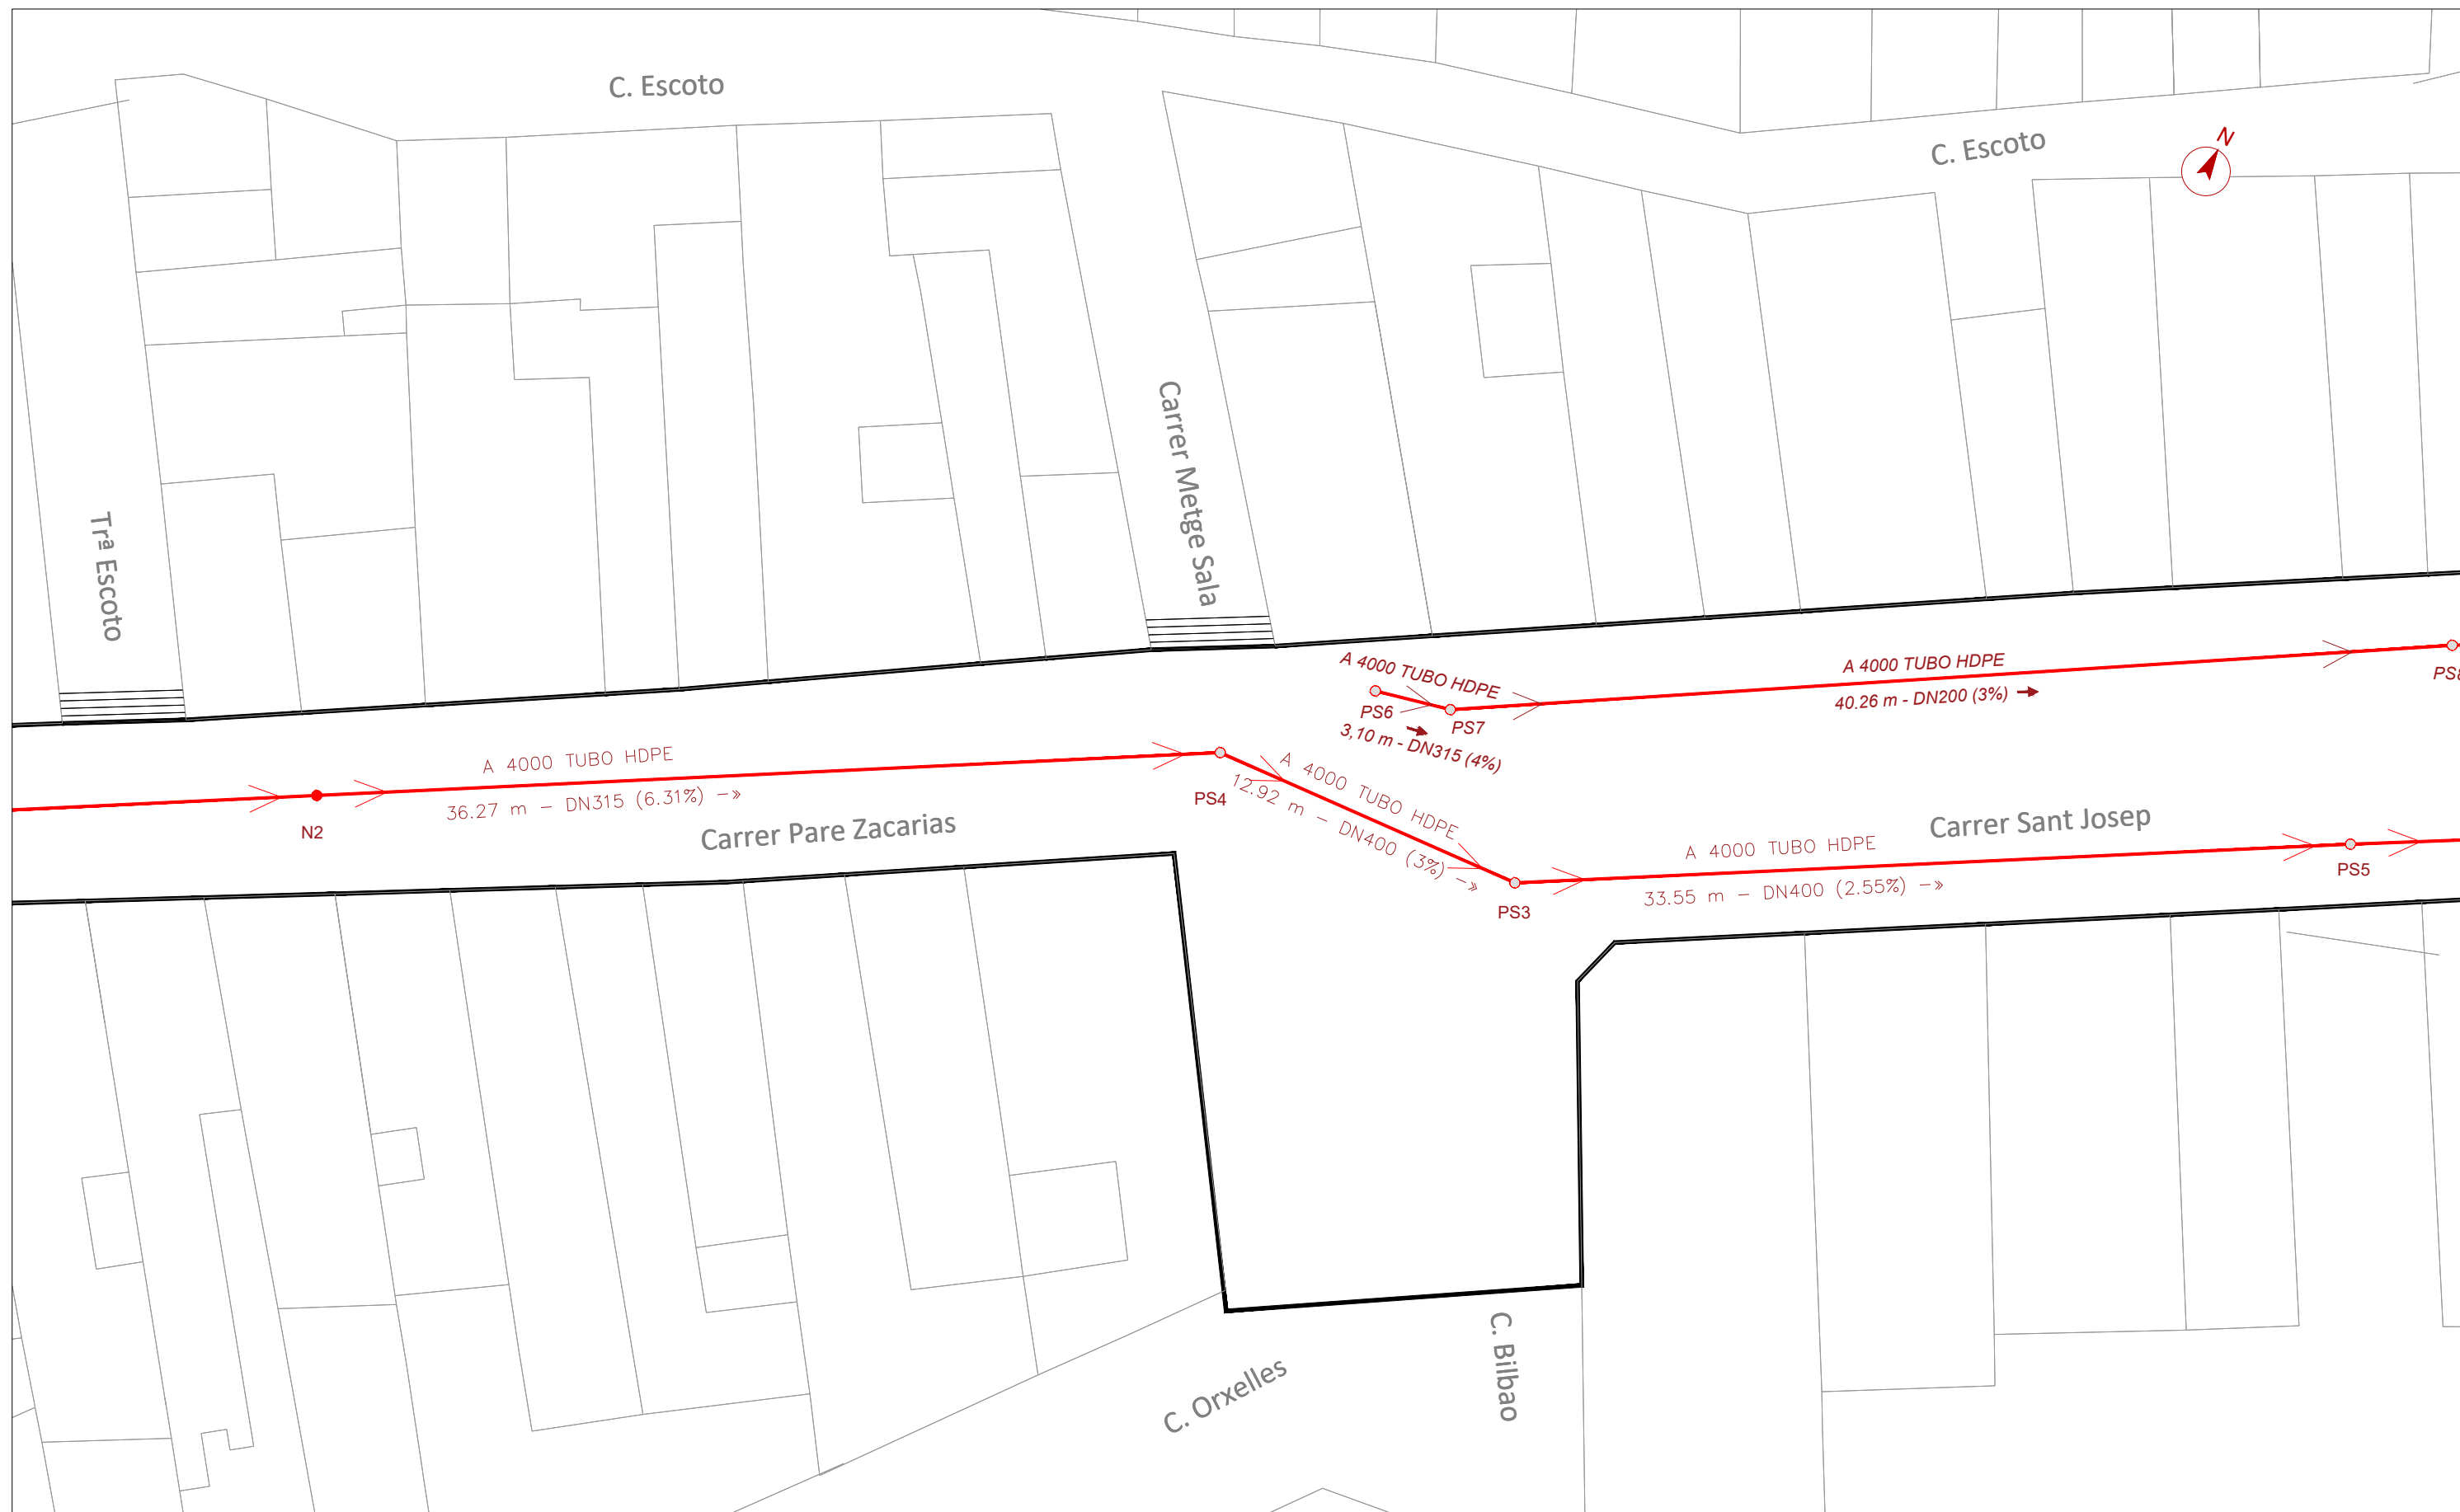 C. Escoto
C. Escoto
N
Carrer Metge Sala
Trª Escoto
A 4000 TUBO HDPE
PS6
PS7
3,10 m - DN315 (4%)
A 4000 TUBO HDPE
40.26 m - DN200 (3%)
A 4000 TUBO HDPE
36.27 m - DN315 (6.31%) ->>
N2
PS4
A 4000 TUBO HDPE
12.92 m - DN400 (3%) ->>
PS3
Carrer Pare Zacarias
Carrer Sant Josep
A 4000 TUBO HDPE
33.55 m - DN400 (2.55%) ->>
PS5
C. Orxelles
C. Bilbao